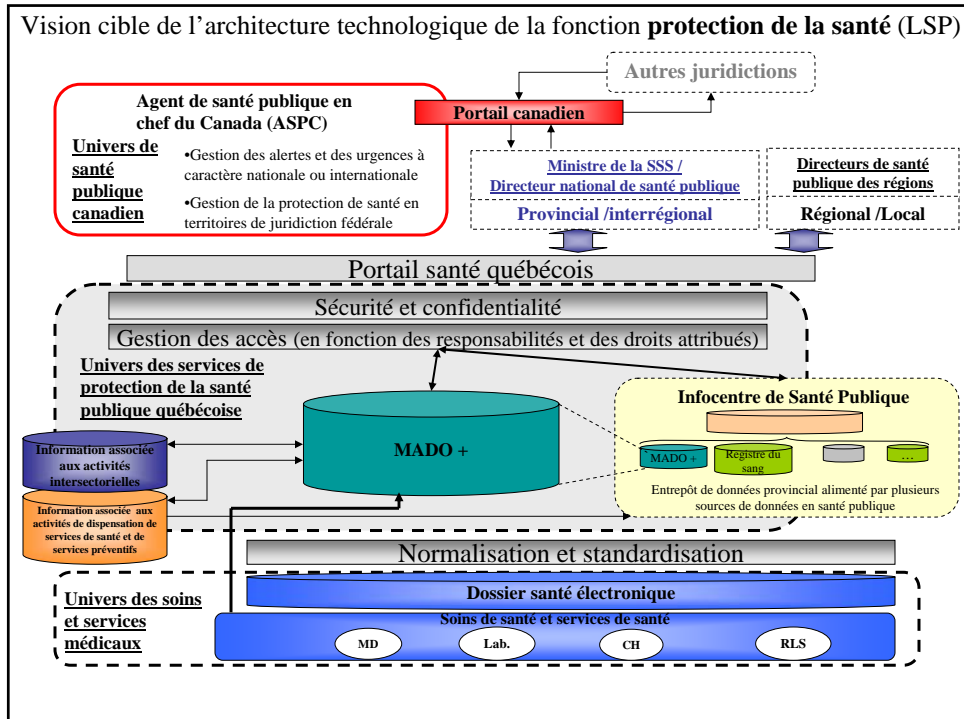 Vision cible de l'architecture technologique de la fonction protection de la santé (LSP)
Autres juridictions
Agent de santé publique en
chef du Canada (ASPC)
Portail canadien
Univers de
santé
publique
canadien
•Gestion des alertes et des urgences à
caractère nationale ou internationale
•Gestion de la protection de santé en
territoires de juridiction fédérale
Ministre de la SSS /
Directeur national de santé publique
Provincial /interrégional
Directeurs de santé
publique des régions
Régional /Local
Portail santé québécois
Sécurité et confidentialité
Gestion des accès (en fonction des responsabilités et des droits attribués)
Univers des services de
protection de la santé
publique québécoise
Infocentre de Santé Publique
MADO +
Information associée
aux activités
intersectorielles
MADO +
Registre du
sang
...
Entrepôt de données provincial alimenté par plusieurs
sources de données en santé publique
Information associée aux
activités de dispensation de
services de santé et de
services préventifs
Normalisation et standardisation
Dossier santé électronique
Univers des soins
et services
médicaux
Soins de santé et services de santé
MD
Lab.
CH
RLS